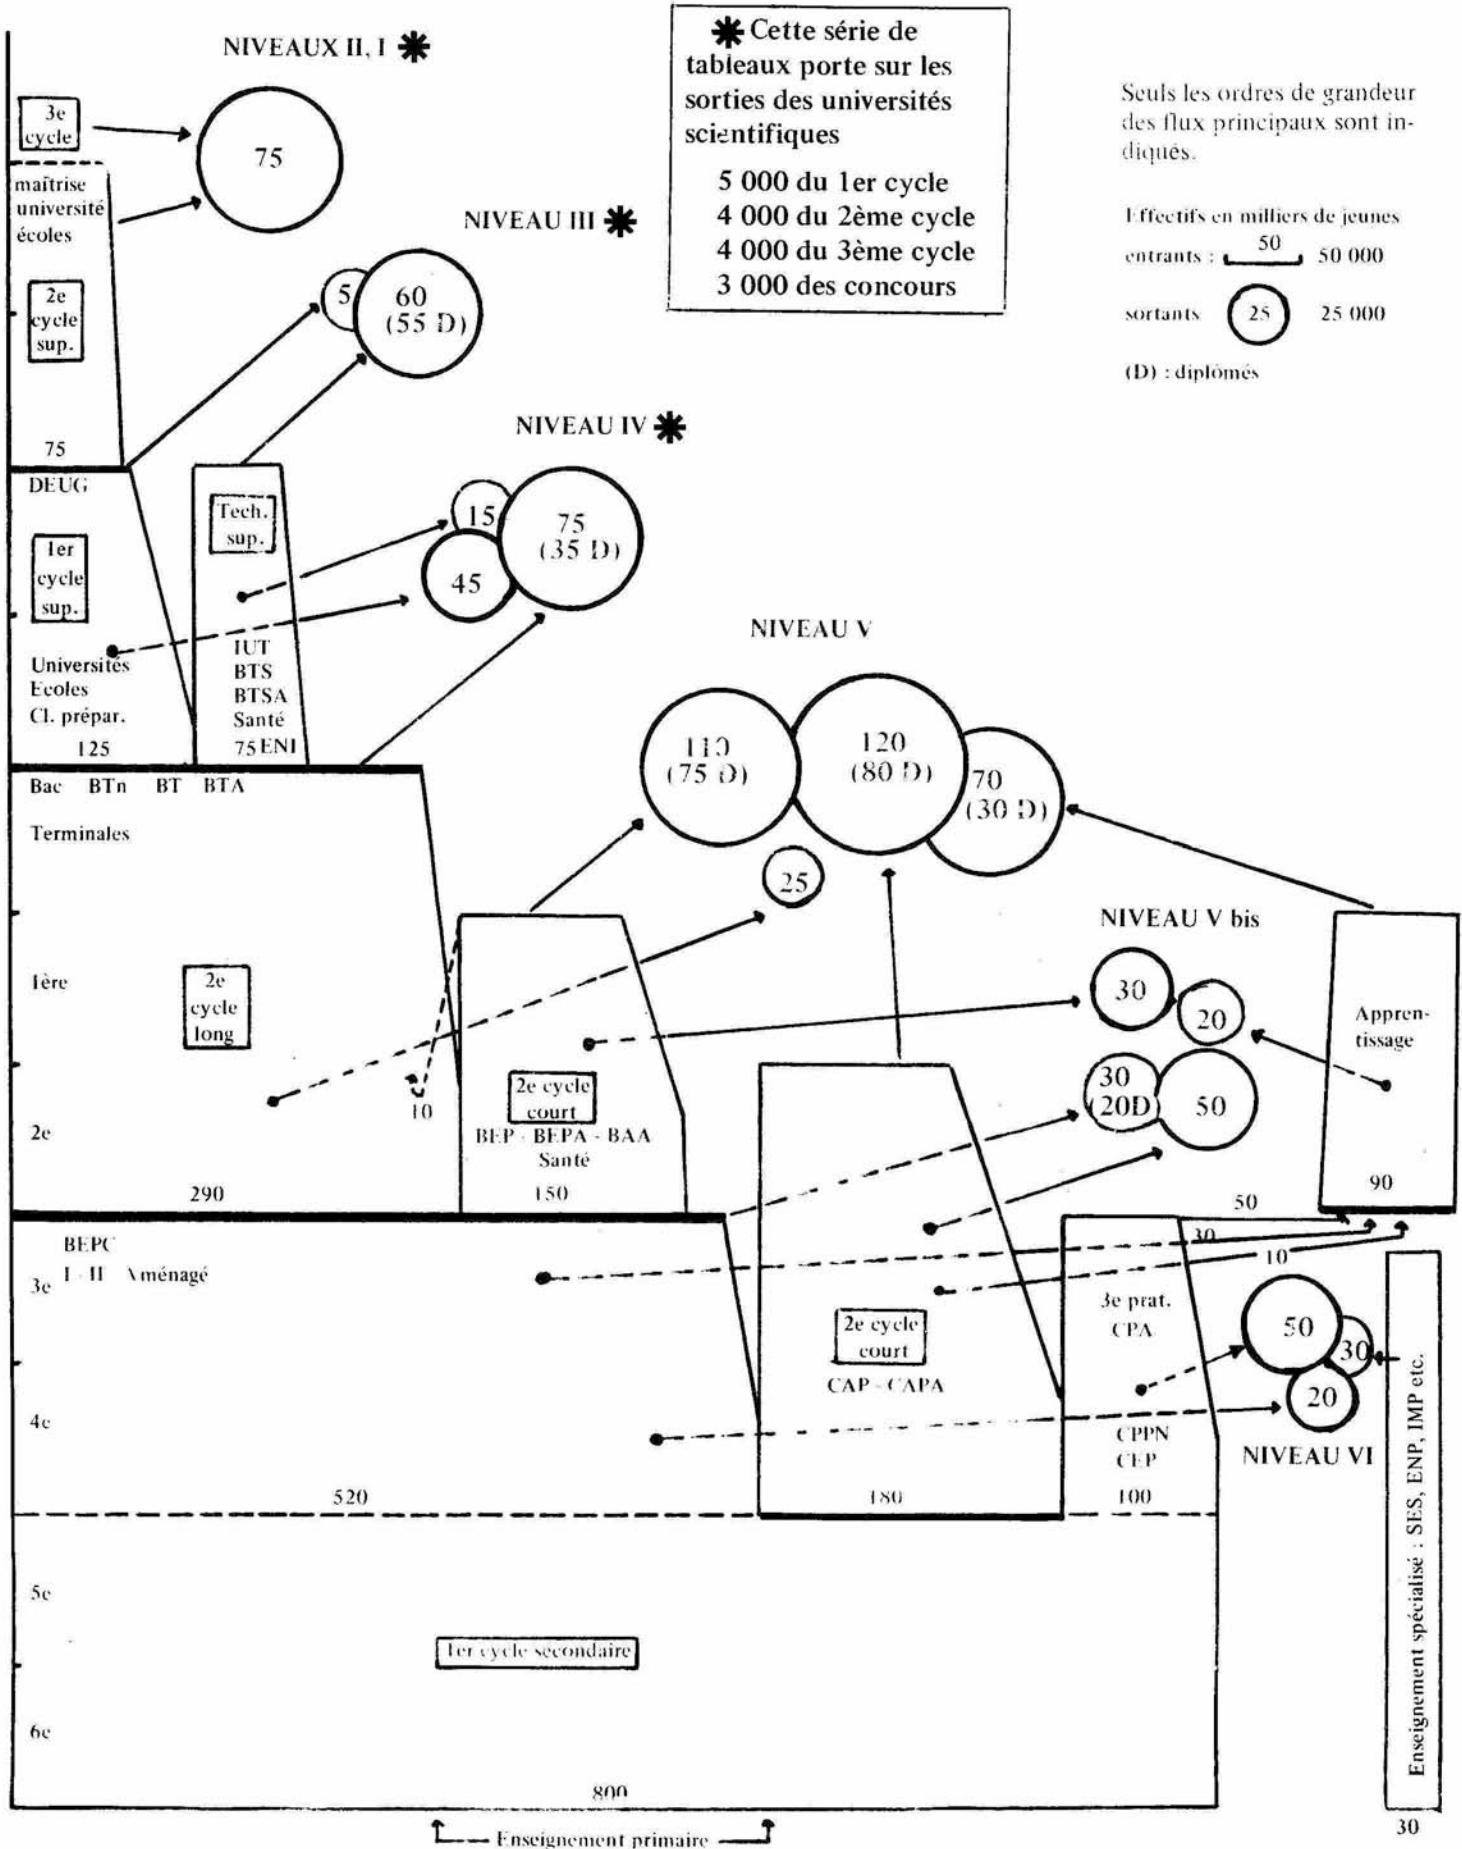 NIVEAUX II, I ✱
✱ Cette série de
tableaux porte sur les
sorties des universités
scientifiques
5 000 du 1er cycle
4 000 du 2ème cycle
4 000 du 3ème cycle
3 000 des concours
Seuls les ordres de grandeur
des flux principaux sont in-
diqués.
Effectifs en milliers de jeunes
entrants : 50 50 000
sortants 25 25 000
(D) : diplômés
3e
cycle
75
maîtrise
université
écoles
2e
cycle
sup.
75
NIVEAU III ✱
5
60
(55 D)
NIVEAU IV ✱
15
45
75
(35 D)
DEUG
1er
cycle
sup.
Universités
Ecoles
Cl. prépar.
125
Tech.
sup.
IUT
BTS
BTSA
Santé
75 ENI
NIVEAU V
110
(75 D)
120
(80 D)
70
(30 D)
25
Bac BTn BT BTA
Terminales
1ère
2e
cycle
long
2e
10
290
2e cycle
court
BEP - BEPA - BAA
Santé
150
NIVEAU V bis
30
20
30
(20D)
50
Appren-
tissage
90
50
30
10
BEPC
I - II Aménagé
3e
4e
520
2e cycle
court
CAP - CAPA
180
3e prat.
CPA
CPPN
CEP
100
50
30
20
NIVEAU VI
Enseignement spécialisé : SES, ENP, IMP etc.
30
5e
1er cycle secondaire
6e
800
Enseignement primaire